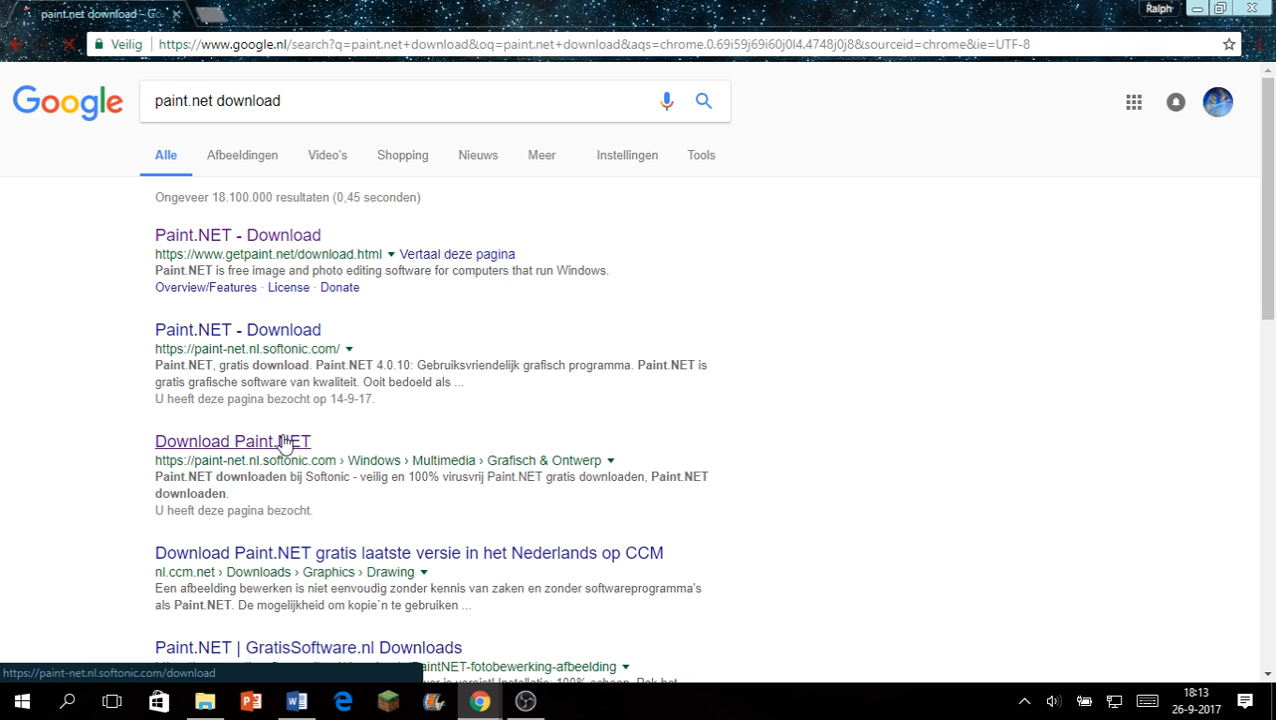 paint.net download - Go
Ralph
Veilig
https://www.google.nl/search?q=paint.net+download&oq=paint.net+download&aqs=chrome.0.69i59j69i60j0l4.4748j0j8&sourceid=chrome&ie=UTF-8
Google
paint.net download
Alle
Afbeeldingen
Video's
Shopping
Nieuws
Meer
Instellingen
Tools
Ongeveer 18.100.000 resultaten (0,45 seconden)
Paint.NET - Download
https://www.getpaint.net/download.html Vertaal deze pagina
Paint.NET is free image and photo editing software for computers that run Windows.
Overview/Features · License · Donate
Paint.NET - Download
https://paint-net.nl.softonic.com/
Paint.NET, gratis download. Paint.NET 4.0.10: Gebruiksvriendelijk grafisch programma. Paint.NET is
gratis grafische software van kwaliteit. Ooit bedoeld als ...
U heeft deze pagina bezocht op 14-9-17.
Download Paint.NET
https://paint-net.nl.softonic.com › Windows › Multimedia › Grafisch & Ontwerp
Paint.NET downloaden bij Softonic - veilig en 100% virusvrij Paint.NET gratis downloaden, Paint.NET
downloaden.
U heeft deze pagina bezocht.
Download Paint.NET gratis laatste versie in het Nederlands op CCM
nl.ccm.net › Downloads › Graphics › Drawing
Een afbeelding bewerken is niet eenvoudig zonder kennis van zaken en zonder softwareprogramma's
als Paint.NET. De mogelijkheid om kopie`n te gebruiken ...
Paint.NET | GratisSoftware.nl Downloads
PaintNET-fotobewerking-afbeelding
https://paint-net.nl.softonic.com/download
18:13
26-9-2017